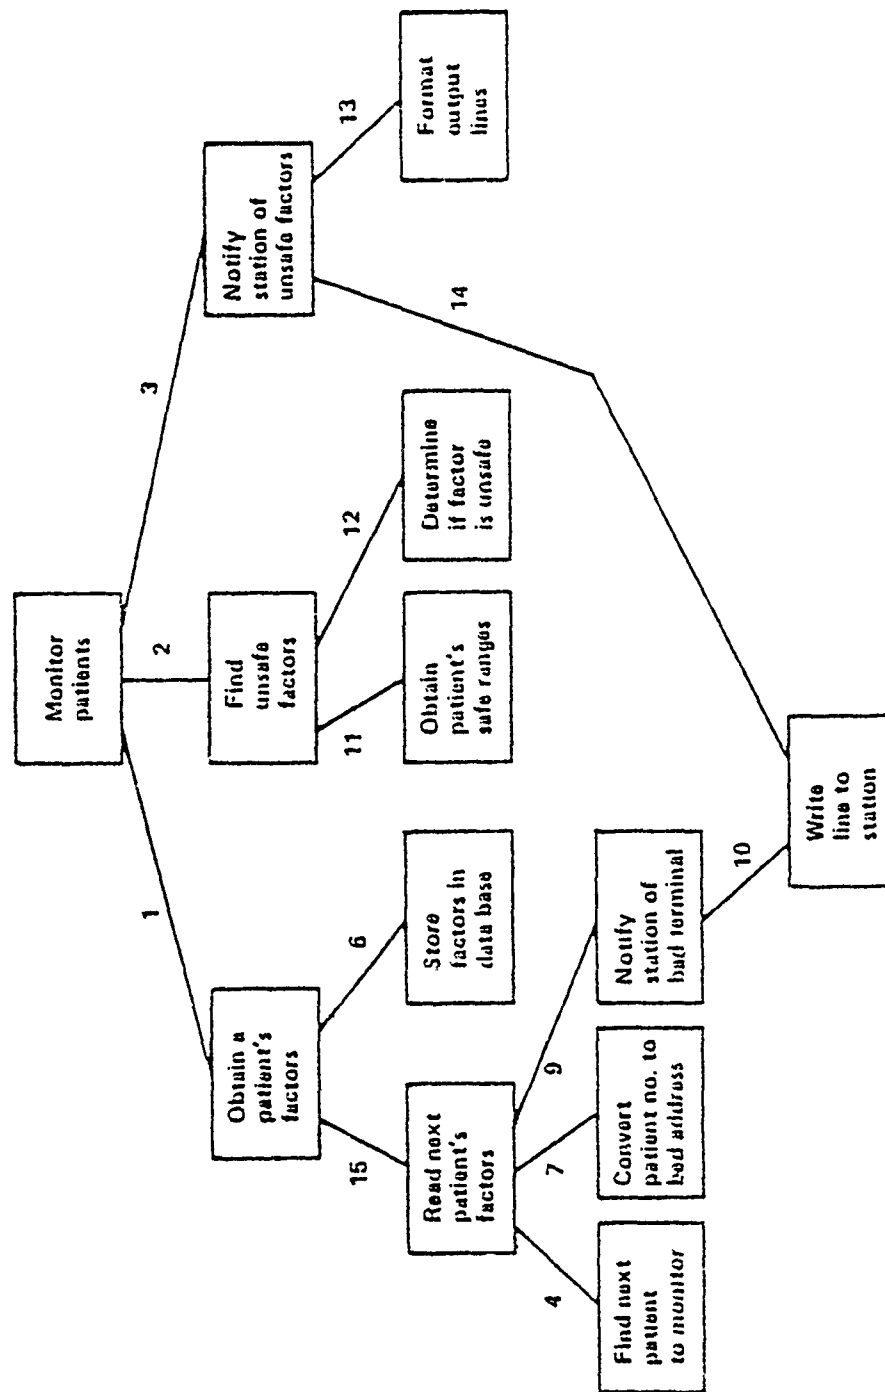 Monitor
patients
1
2
3
Obtain a
patient's
factors
Find
unsafe
factors
Notify
station of
unsafe factors
15
6
11
12
14
13
Read next
patient's
factors
Store
factors in
data base
Obtain
patient's
safe ranges
Determine
if factor
is unsafe
Format
output
lines
4
7
9
Find next
patient
to monitor
Convert
patient no. to
bed address
Notify
station of
bad terminal
10
Write
line to
station